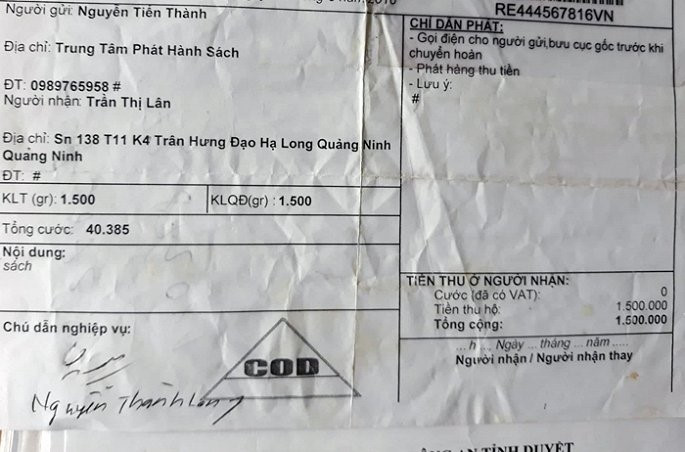 Người gửi: Nguyễn Tiến Thành
RE444567816VN
CHỈ DẪN PHÁT:
- Gọi điện cho người gửi,bưu cục gốc trước khi
chuyển hoàn
- Phát hàng thu tiền
- Lưu ý:
#
Địa chỉ: Trung Tâm Phát Hành Sách
ĐT: 0989765958 #
Người nhận: Trần Thị Lân
Địa chỉ: Sn 138 T11 K4 Trân Hưng Đạo Hạ Long Quảng Ninh
Quảng Ninh
ĐT: #
KLT (gr): 1.500
KLQĐ(gr) : 1.500
Tổng cước: 40.385
Nội dung:
sách
TIỀN THU Ở NGƯỜI NHẬN:
Cước (đã có VAT): 0
Tiền thu hộ: 1.500.000
Tổng cộng: 1.500.000
... h .... Ngày ... tháng ... năm .....
Người nhận / Người nhận thay
Chú dẫn nghiệp vụ:
COD
Nguyễn Thành Long
AN TỈNH DUYỆT